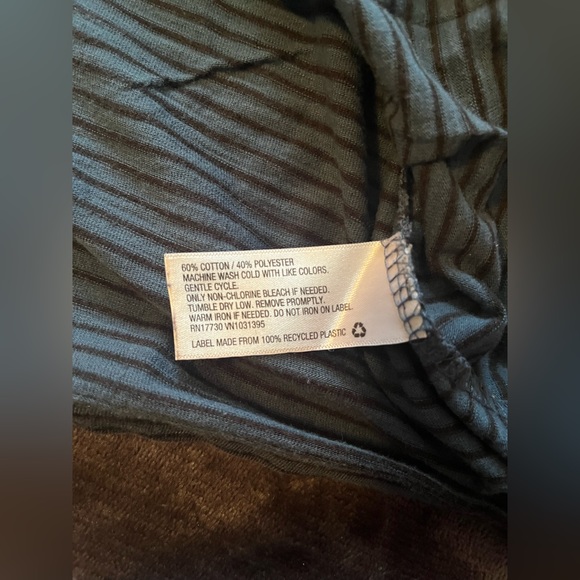 60% COTTON / 40% POLYESTER
MACHINE WASH COLD WITH LIKE COLORS.
GENTLE CYCLE.
ONLY NON-CHLORINE BLEACH IF NEEDED.
TUMBLE DRY LOW. REMOVE PROMPTLY.
WARM IRON IF NEEDED. DO NOT IRON ON LABEL.
RN17730 VN1031395
LABEL MADE FROM 100% RECYCLED PLASTIC